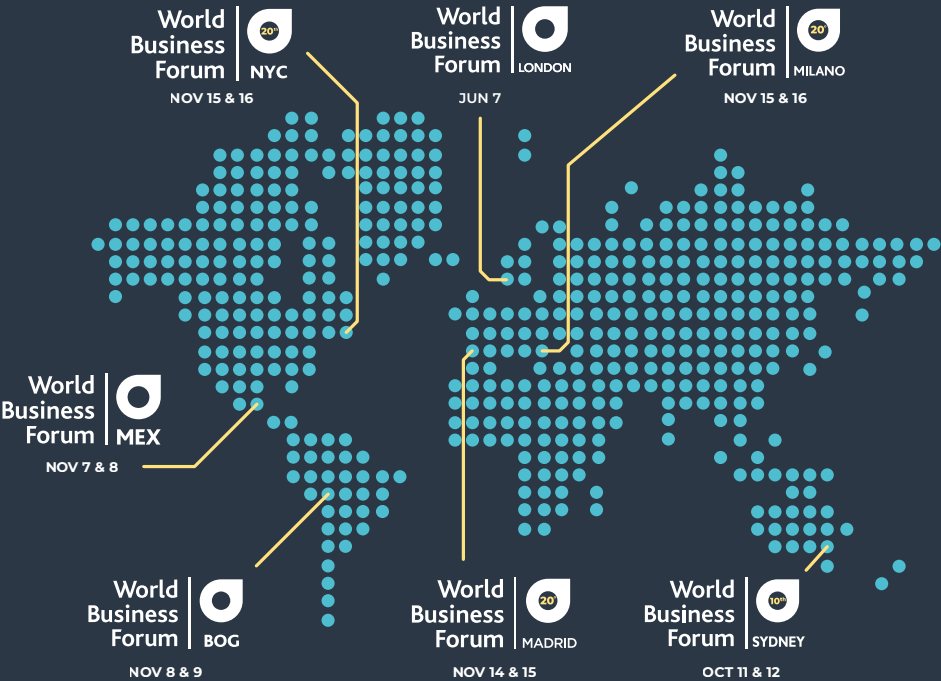 World
Business
Forum
20th
NYC
NOV 15 & 16
World
Business
Forum
LONDON
JUN 7
World
Business
Forum
20°
MILANO
NOV 15 & 16
World
Business
Forum
MEX
NOV 7 & 8
World
Business
Forum
BOG
NOV 8 & 9
World
Business
Forum
20°
MADRID
NOV 14 & 15
World
Business
Forum
10th
SYDNEY
OCT 11 & 12